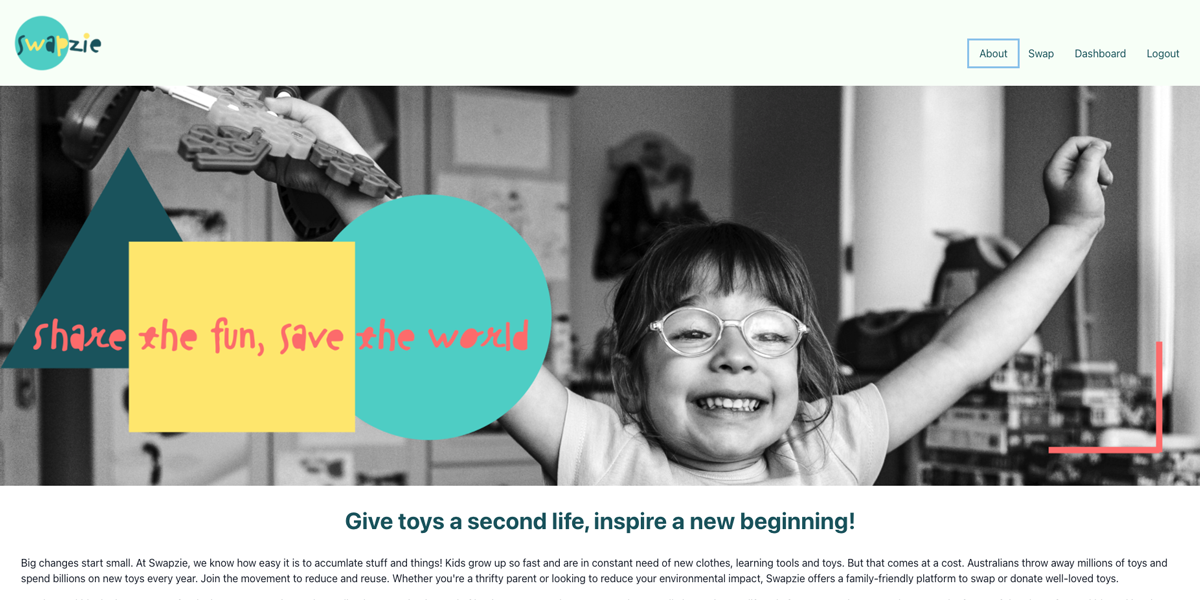 swapzie
About
Swap
Dashboard
Logout
share the fun, save the world
Give toys a second life, inspire a new beginning!
Big changes start small. At Swapzie, we know how easy it is to accumlate stuff and things! Kids grow up so fast and are in constant need of new clothes, learning tools and toys. But that comes at a cost. Australians throw away millions of toys and
spend billions on new toys every year. Join the movement to reduce and reuse. Whether you're a thrifty parent or looking to reduce your environmental impact, Swapzie offers a family-friendly platform to swap or donate well-loved toys.